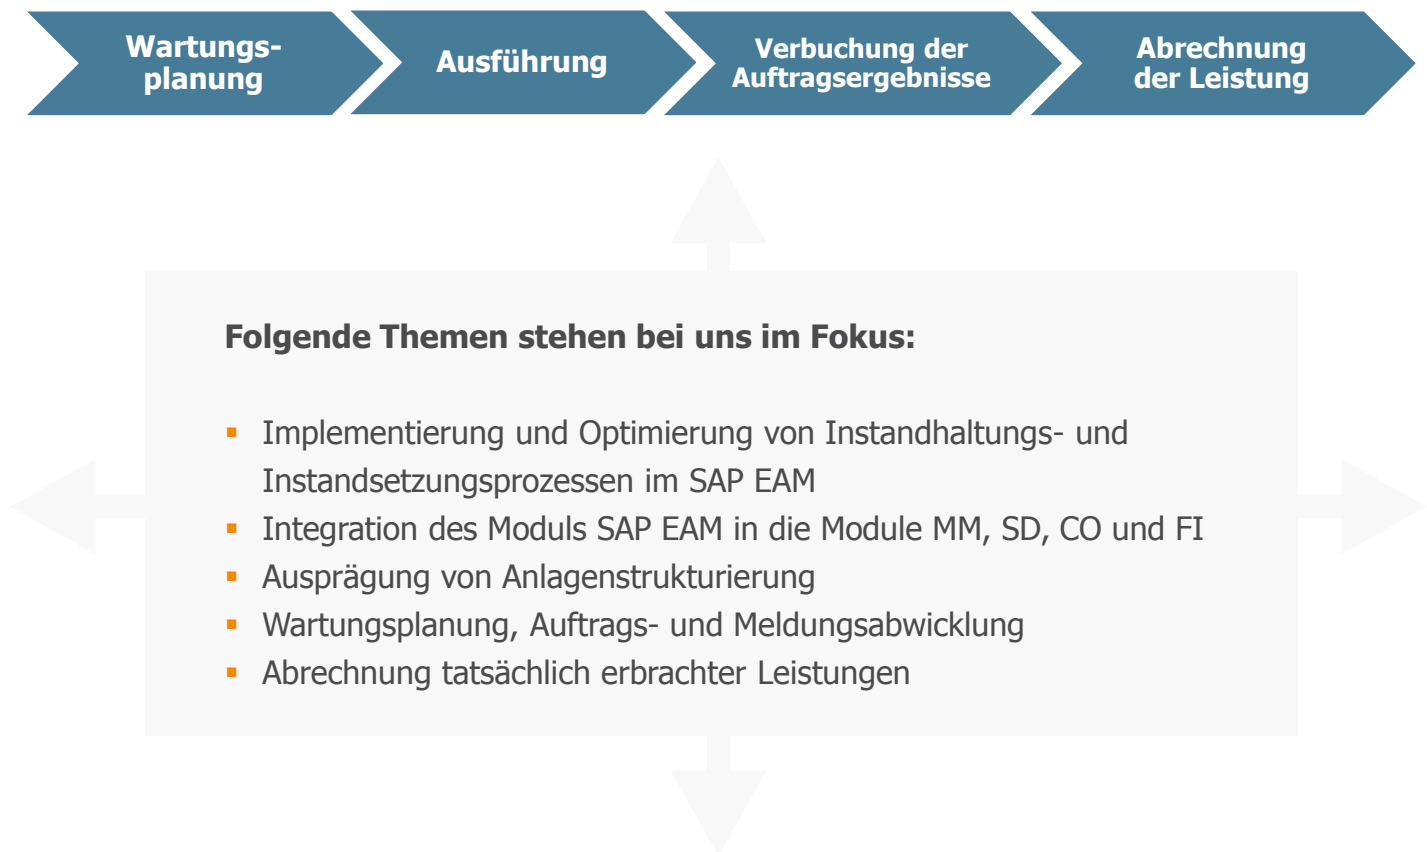 Wartungs-
planung
Ausführung
Verbuchung der
Auftragsergebnisse
Abrechnung
der Leistung
Folgende Themen stehen bei uns im Fokus:
▪ Implementierung und Optimierung von Instandhaltungs- und
Instandsetzungsprozessen im SAP EAM
▪ Integration des Moduls SAP EAM in die Module MM, SD, CO und FI
▪ Ausprägung von Anlagenstrukturierung
▪ Wartungsplanung, Auftrags- und Meldungsabwicklung
▪ Abrechnung tatsächlich erbrachter Leistungen